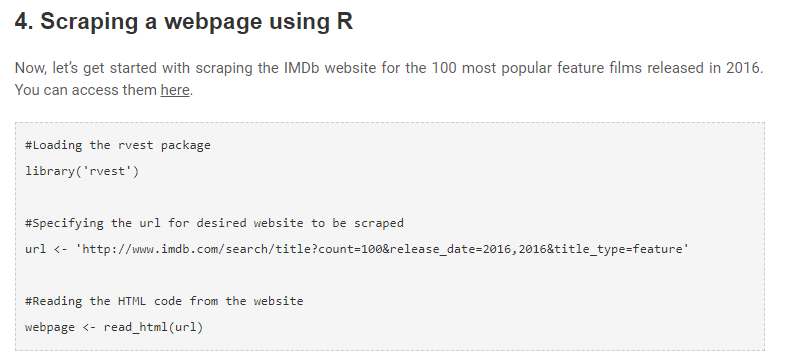 4. Scraping a webpage using R
Now, let's get started with scraping the IMDb website for the 100 most popular feature films released in 2016.
You can access them here.
#Loading the rvest package
library('rvest')
#Specifying the url for desired website to be scraped
url <- 'http://www.imdb.com/search/title?count=100&release_date=2016,2016&title_type=feature'
#Reading the HTML code from the website
webpage <- read_html(url)